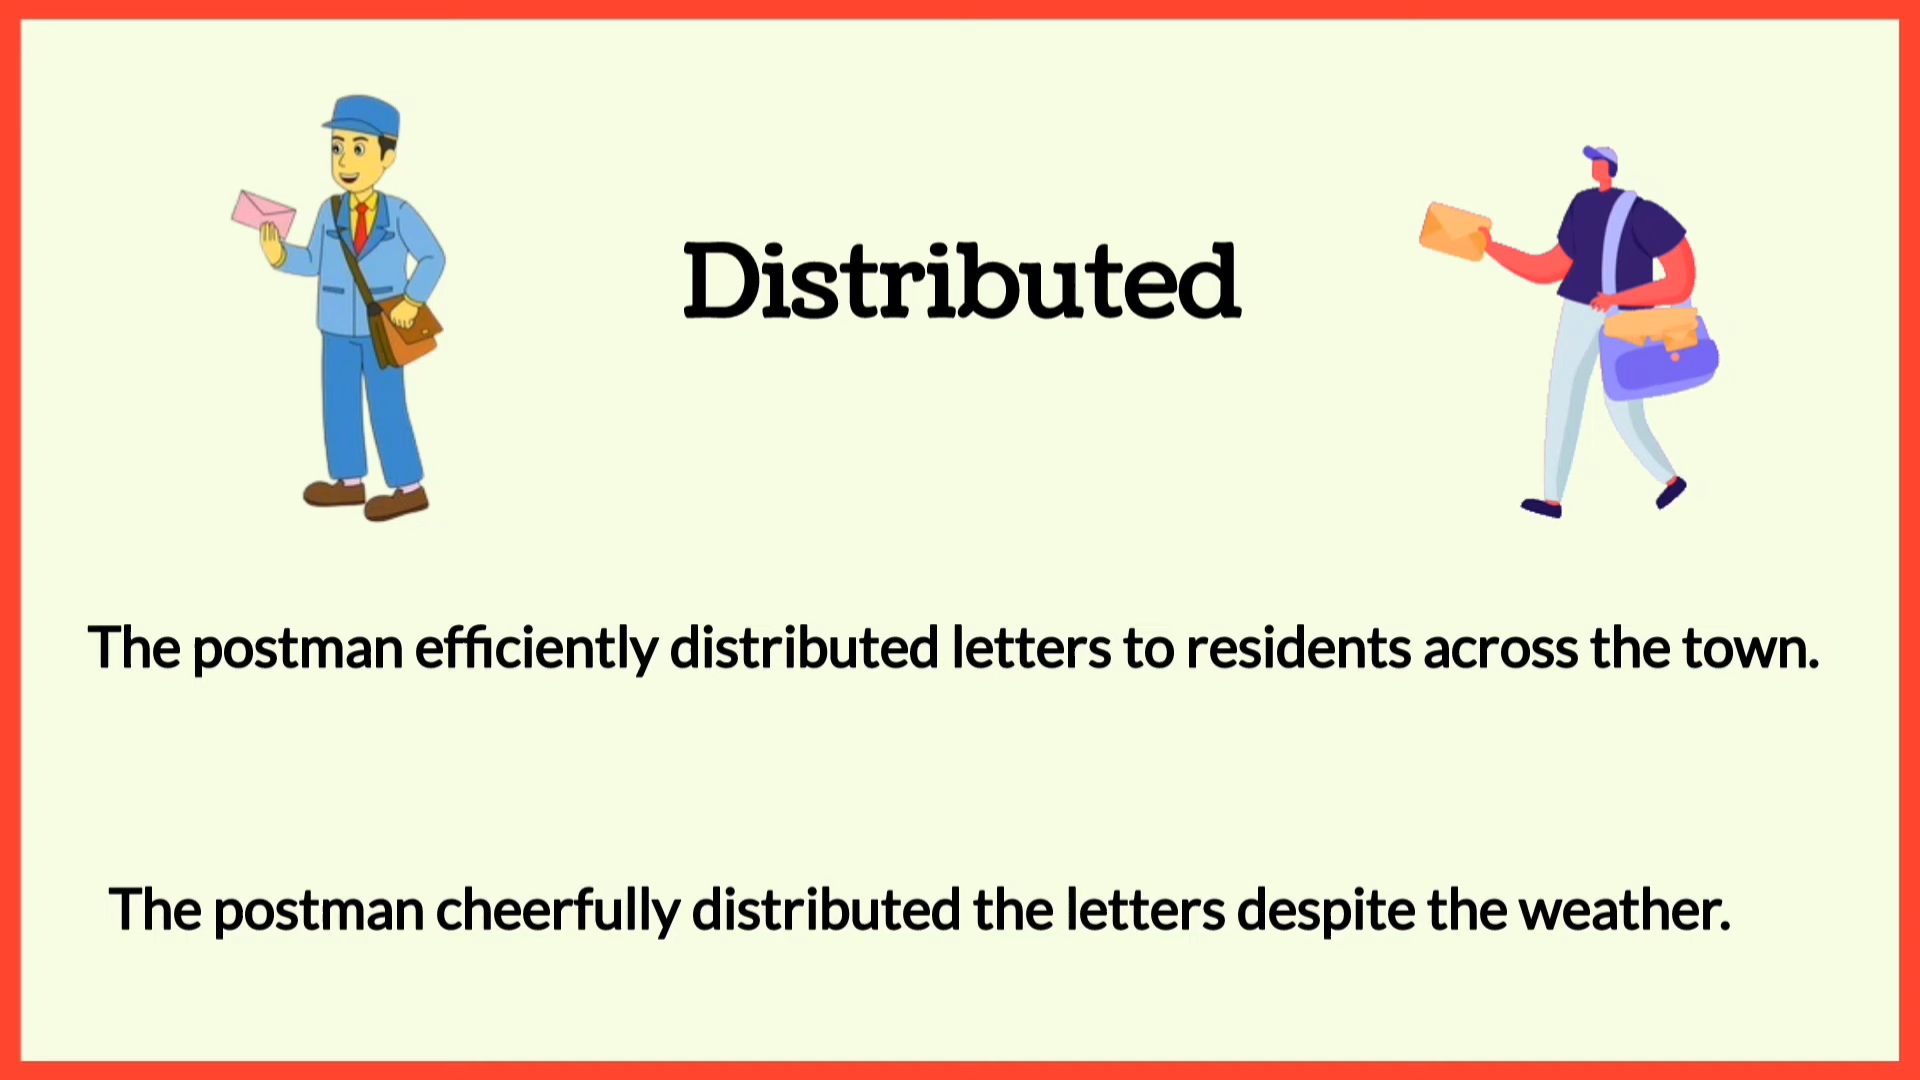 Distributed
The postman efficiently distributed letters to residents across the town.
The postman cheerfully distributed the letters despite the weather.